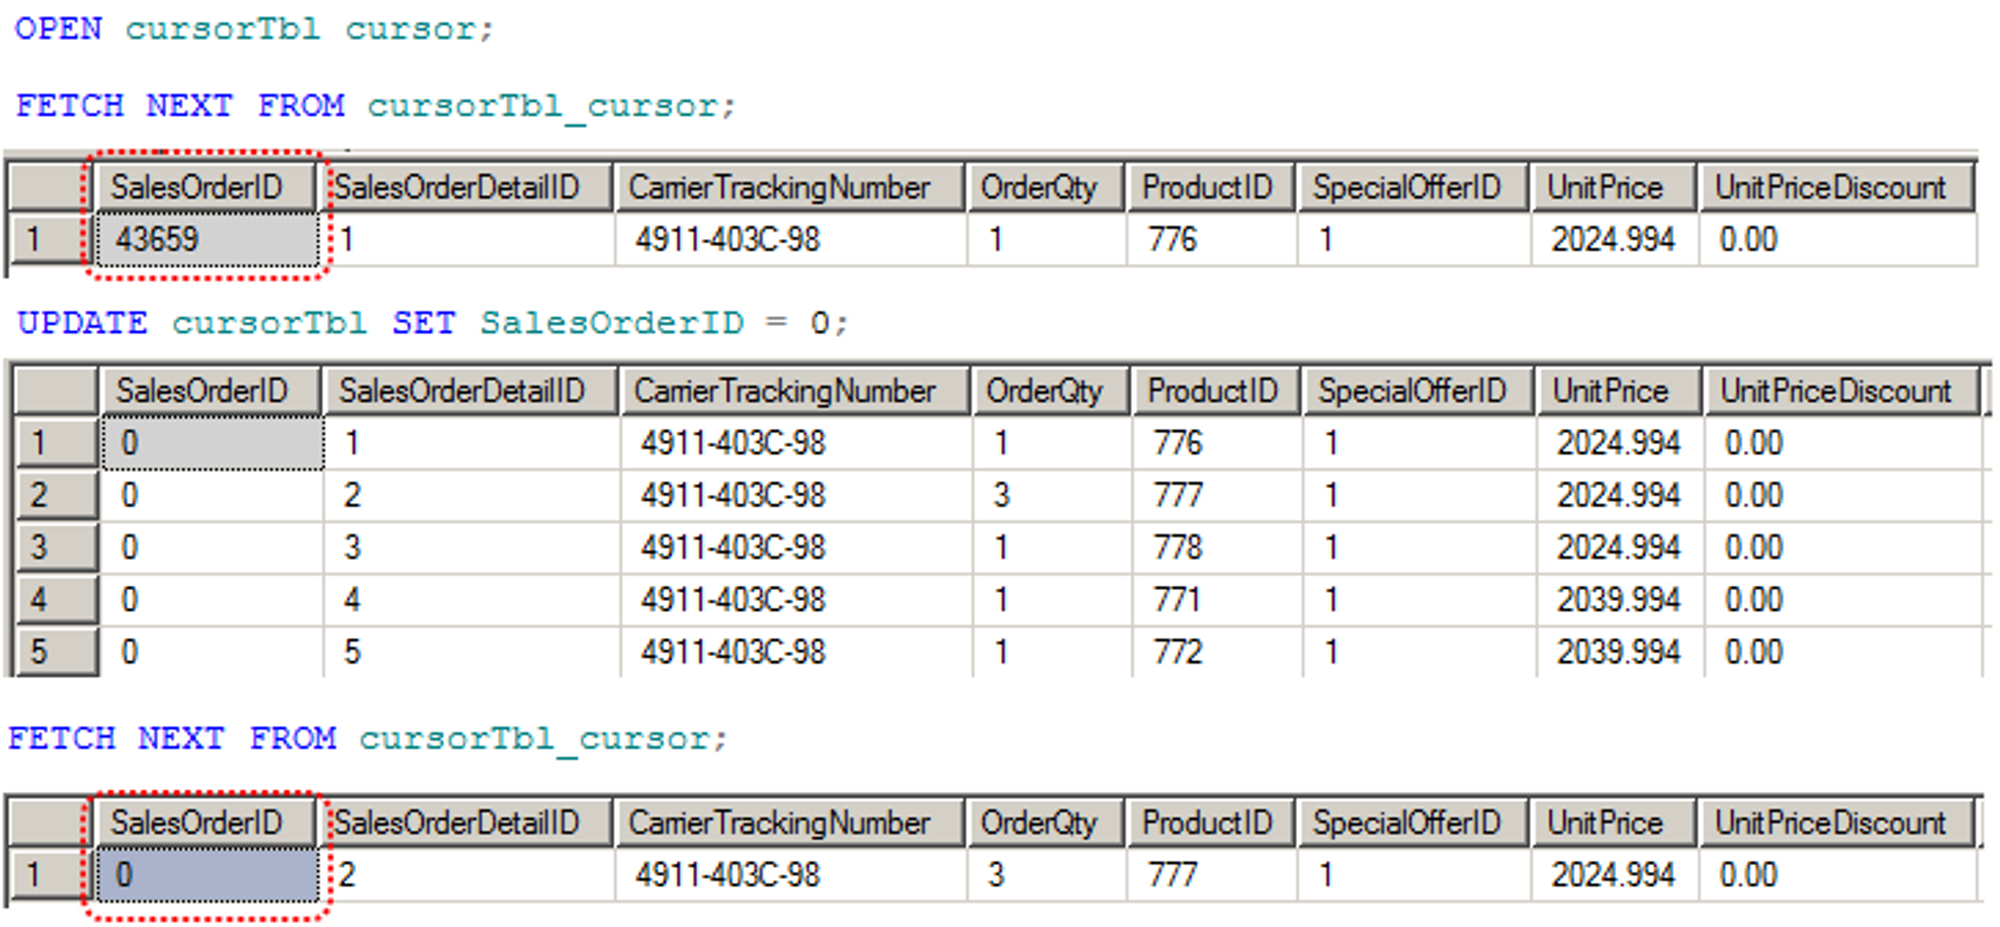 OPEN cursorTbl cursor;
FETCH NEXT FROM cursorTbl_cursor;
SalesOrderID SalesOrderDetailID CarrierTrackingNumber OrderQty ProductID SpecialOfferID UnitPrice UnitPriceDiscount
1 43659 1 4911-403C-98 1 776 1 2024.994 0.00
UPDATE cursorTbl SET SalesOrderID = 0;
SalesOrderID SalesOrderDetailID CarrierTrackingNumber OrderQty ProductID SpecialOfferID UnitPrice UnitPriceDiscount
1 0 1 4911-403C-98 1 776 1 2024.994 0.00
2 0 2 4911-403C-98 3 777 1 2024.994 0.00
3 0 3 4911-403C-98 1 778 1 2024.994 0.00
4 0 4 4911-403C-98 1 771 1 2039.994 0.00
5 0 5 4911-403C-98 1 772 1 2039.994 0.00
FETCH NEXT FROM cursorTbl_cursor;
SalesOrderID SalesOrderDetailID CarrierTrackingNumber OrderQty ProductID SpecialOfferID UnitPrice UnitPriceDiscount
1 0 2 4911-403C-98 3 777 1 2024.994 0.00